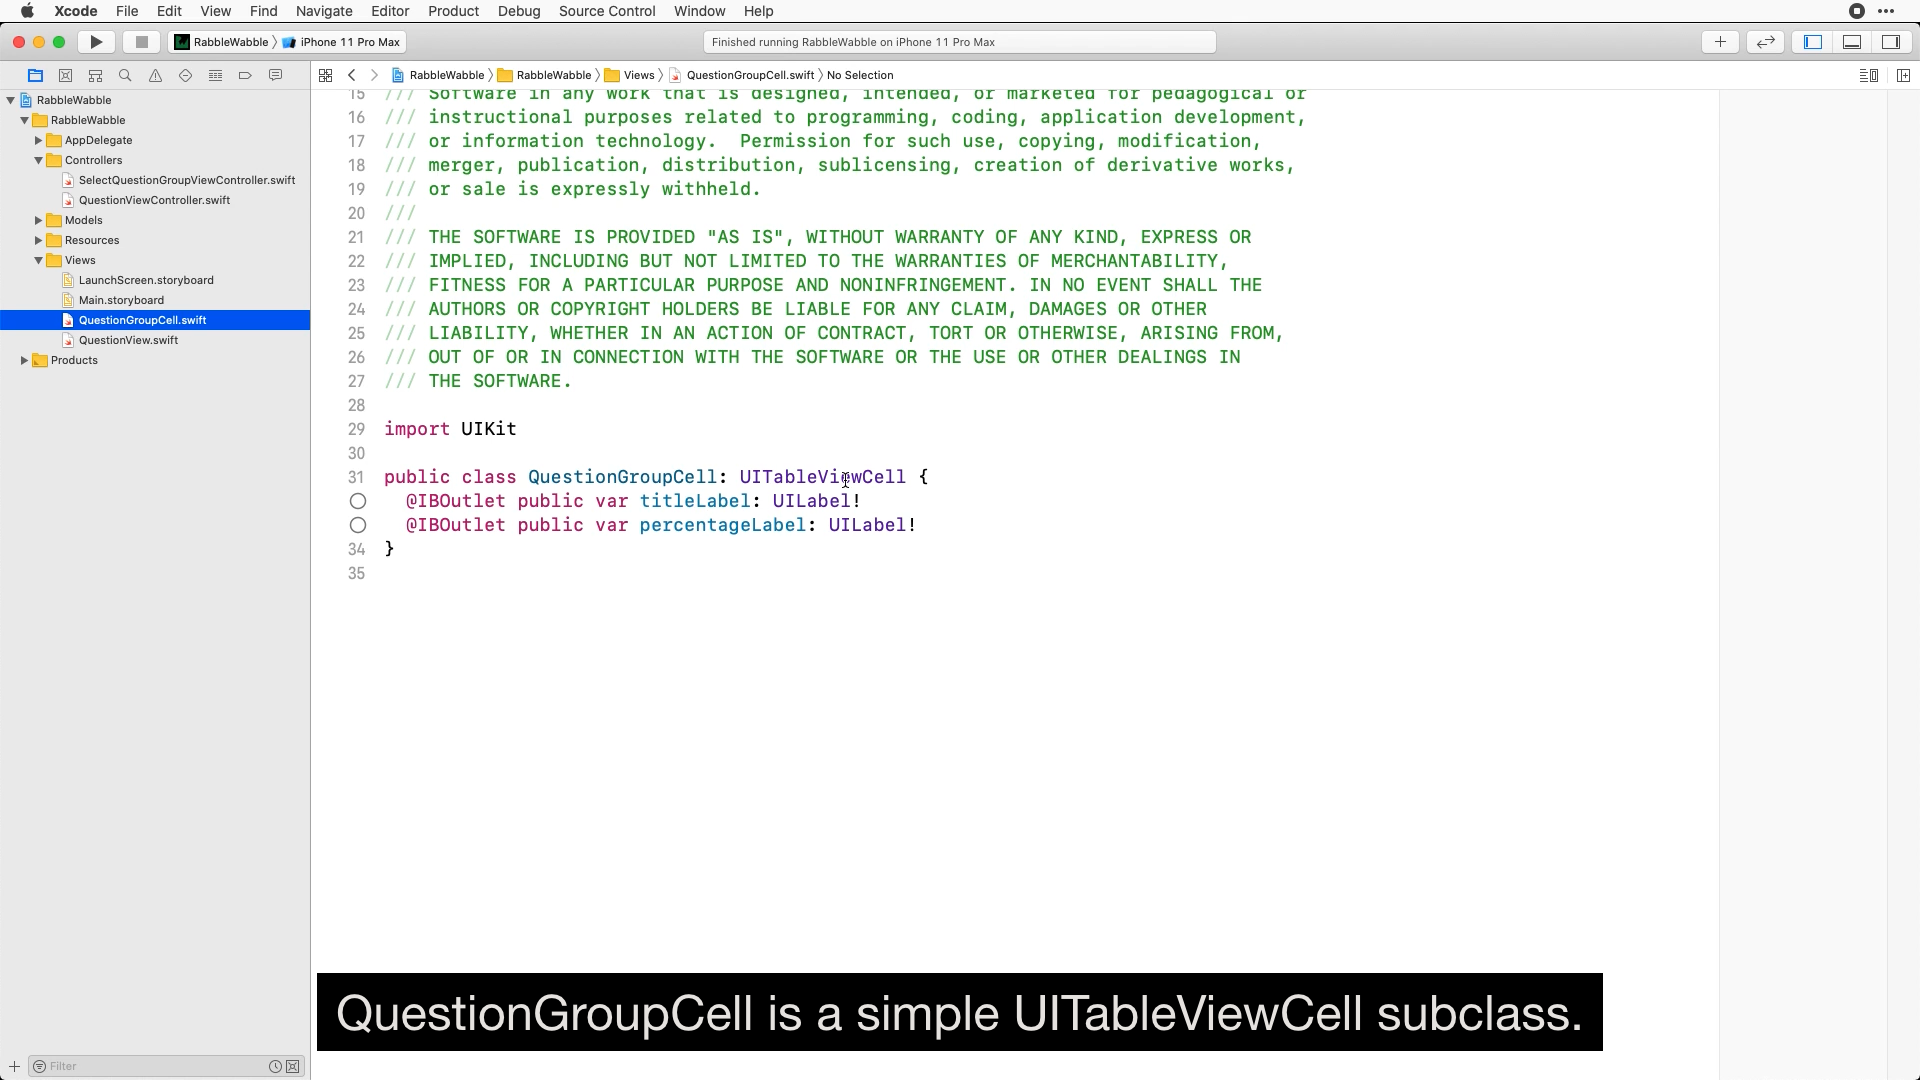 Xcode File Edit View Find Navigate Editor Product Debug Source Control Window Help
RabbleWabble iPhone 11 Pro Max
Finished running RabbleWabble on iPhone 11 Pro Max
RabbleWabble RabbleWabble Views QuestionGroupCell.swift No Selection
RabbleWabble
RabbleWabble
AppDelegate
Controllers
SelectQuestionGroupViewController.swift
QuestionViewController.swift
Models
Resources
Views
LaunchScreen.storyboard
Main.storyboard
QuestionGroupCell.swift
QuestionView.swift
Products
Filter
15 /// Software in any work that is designed, intended, or marketed for pedagogical or
16 /// instructional purposes related to programming, coding, application development,
17 /// or information technology.  Permission for such use, copying, modification,
18 /// merger, publication, distribution, sublicensing, creation of derivative works,
19 /// or sale is expressly withheld.
20 ///
21 /// THE SOFTWARE IS PROVIDED "AS IS", WITHOUT WARRANTY OF ANY KIND, EXPRESS OR
22 /// IMPLIED, INCLUDING BUT NOT LIMITED TO THE WARRANTIES OF MERCHANTABILITY,
23 /// FITNESS FOR A PARTICULAR PURPOSE AND NONINFRINGEMENT. IN NO EVENT SHALL THE
24 /// AUTHORS OR COPYRIGHT HOLDERS BE LIABLE FOR ANY CLAIM, DAMAGES OR OTHER
25 /// LIABILITY, WHETHER IN AN ACTION OF CONTRACT, TORT OR OTHERWISE, ARISING FROM,
26 /// OUT OF OR IN CONNECTION WITH THE SOFTWARE OR THE USE OR OTHER DEALINGS IN
27 /// THE SOFTWARE.
28
29 import UIKit
30
31 public class QuestionGroupCell: UITableViewCell {
@IBOutlet public var titleLabel: UILabel!
@IBOutlet public var percentageLabel: UILabel!
34 }
35
QuestionGroupCell is a simple UITableViewCell subclass.